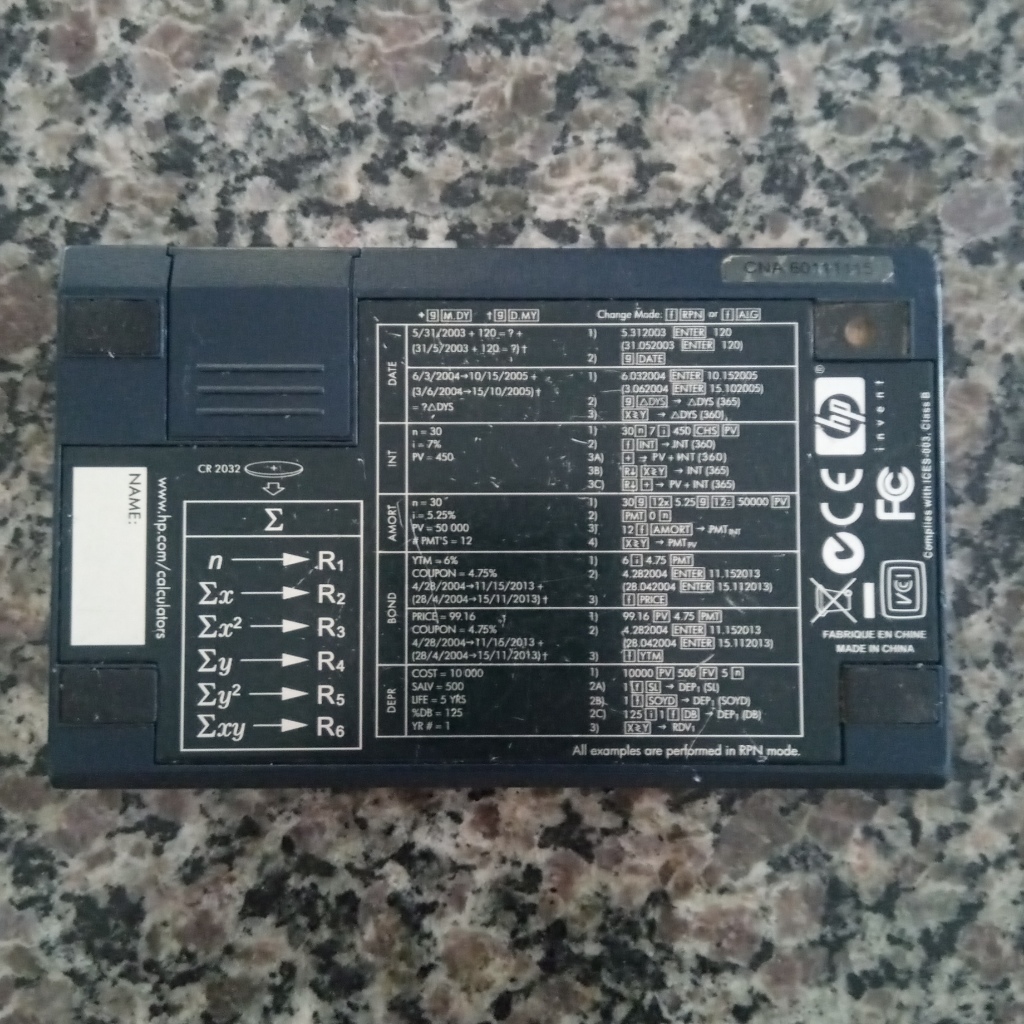 CNA 60111115
+ g M.DY † g D.MY Change Mode: f RPN or f ALG
DATE
5/31/2003 + 120 = ? + 1) 5.312003 ENTER 120
(31/5/2003 + 120 = ?) † (31.052003 ENTER 120)
2) g DATE
6/3/2004→10/15/2005 + 1) 6.032004 ENTER 10.152005
(3/6/2004→15/10/2005) † (3.062004 ENTER 15.102005)
= ?△DYS 2) g △DYS → △DYS (365)
3) X≷Y → △DYS (360)
INT
n = 30 1) 30 n 7 i 450 CHS PV
i = 7% 2) f INT → INT (360)
PV = 450 3A) + → PV + INT (360)
3B) R↓ X≷Y → INT (365)
3C) R↓ + → PV + INT (365)
AMORT
n = 30 1) 30 g 12x 5.25 g 12÷ 50000 PV
i = 5.25% 2) PMT 0 n
PV = 50 000 3) 12 f AMORT → PMT INT
# PMT'S = 12 4) X≷Y → PMT PV
BOND
YTM = 6% 1) 6 i 4.75 PMT
COUPON = 4.75% 2) 4.282004 ENTER 11.152013
4/28/2004→11/15/2013 + (28.042004 ENTER 15.112013)
(28/4/2004→15/11/2013) † 3) f PRICE
PRICE = 99.16 1) 99.16 PV 4.75 PMT
COUPON = 4.75% 2) 4.282004 ENTER 11.152013
4/28/2004→11/15/2013 + (28.042004 ENTER 15.112013)
(28/4/2004→15/11/2013) † 3) f YTM
DEPR
COST = 10 000 1) 10000 PV 500 FV 5 n
SALV = 500 2A) 1 f SL → DEP₁ (SL)
LIFE = 5 YRS 2B) 1 f SOYD → DEP₁ (SOYD)
%DB = 125 2C) 125 i 1 f DB → DEP₁ (DB)
YR # = 1 3) X≷Y → RDV₁
All examples are performed in RPN mode.
CR 2032 +
Σ
n → R₁
Σx → R₂
Σx² → R₃
Σy → R₄
Σy² → R₅
Σxy → R₆
NAME:
www.hp.com/calculators
hp®
invent
CE
FC
Complies with ICES-003, Class B
VCI
FABRIQUE EN CHINE
MADE IN CHINA